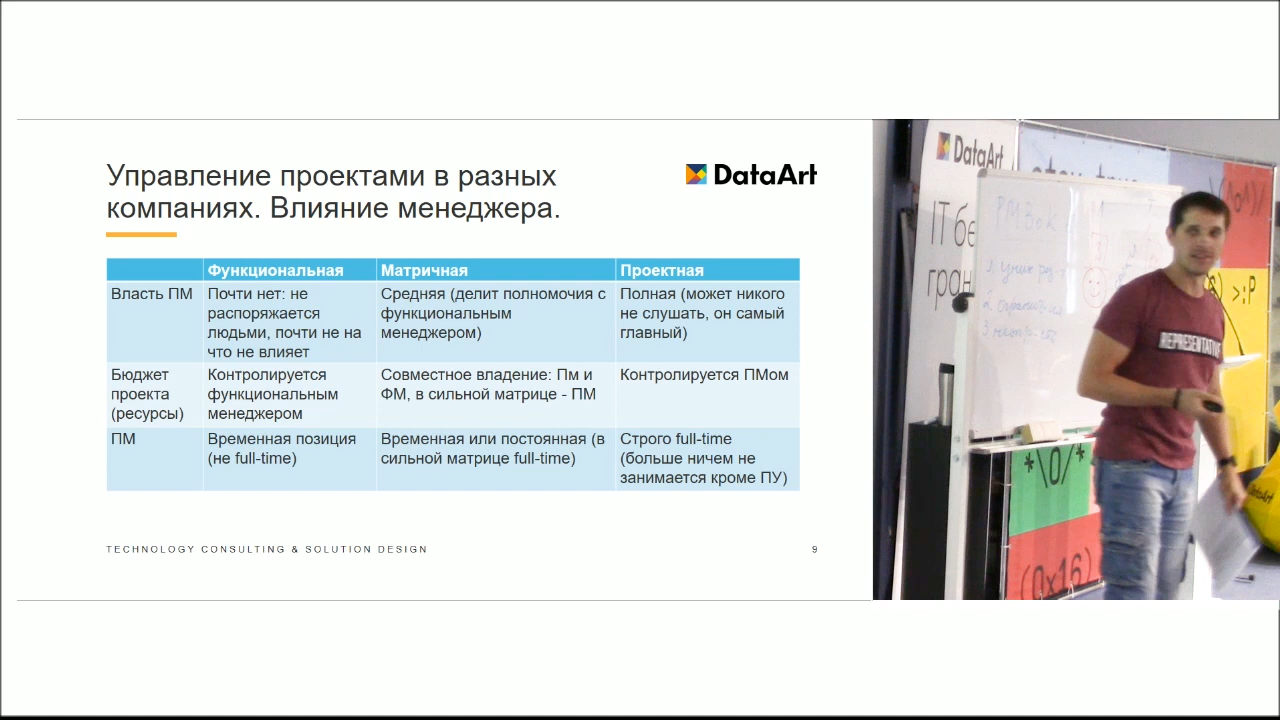 Управление проектами в разных
компаниях. Влияние менеджера.
DataArt
Функциональная
Матричная
Проектная
Власть ПМ
Почти нет: не
распоряжается
людьми, почти не на
что не влияет
Средняя (делит полномочия с
функциональным
менеджером)
Полная (может никого
не слушать, он самый
главный)
Бюджет
проекта
(ресурсы)
Контролируется
функциональным
менеджером
Совместное владение: Пм и
ФМ, в сильной матрице - ПМ
Контролируется ПМом
ПМ
Временная позиция
(не full-time)
Временная или постоянная (в
сильной матрице full-time)
Строго full-time
(больше ничем не
занимается кроме ПУ)
TECHNOLOGY CONSULTING & SOLUTION DESIGN
9
DataArt
IT бе
гран
PMBoK
REPRESENTATIVE
>:P
*\0/*
(0x16)
DataArt